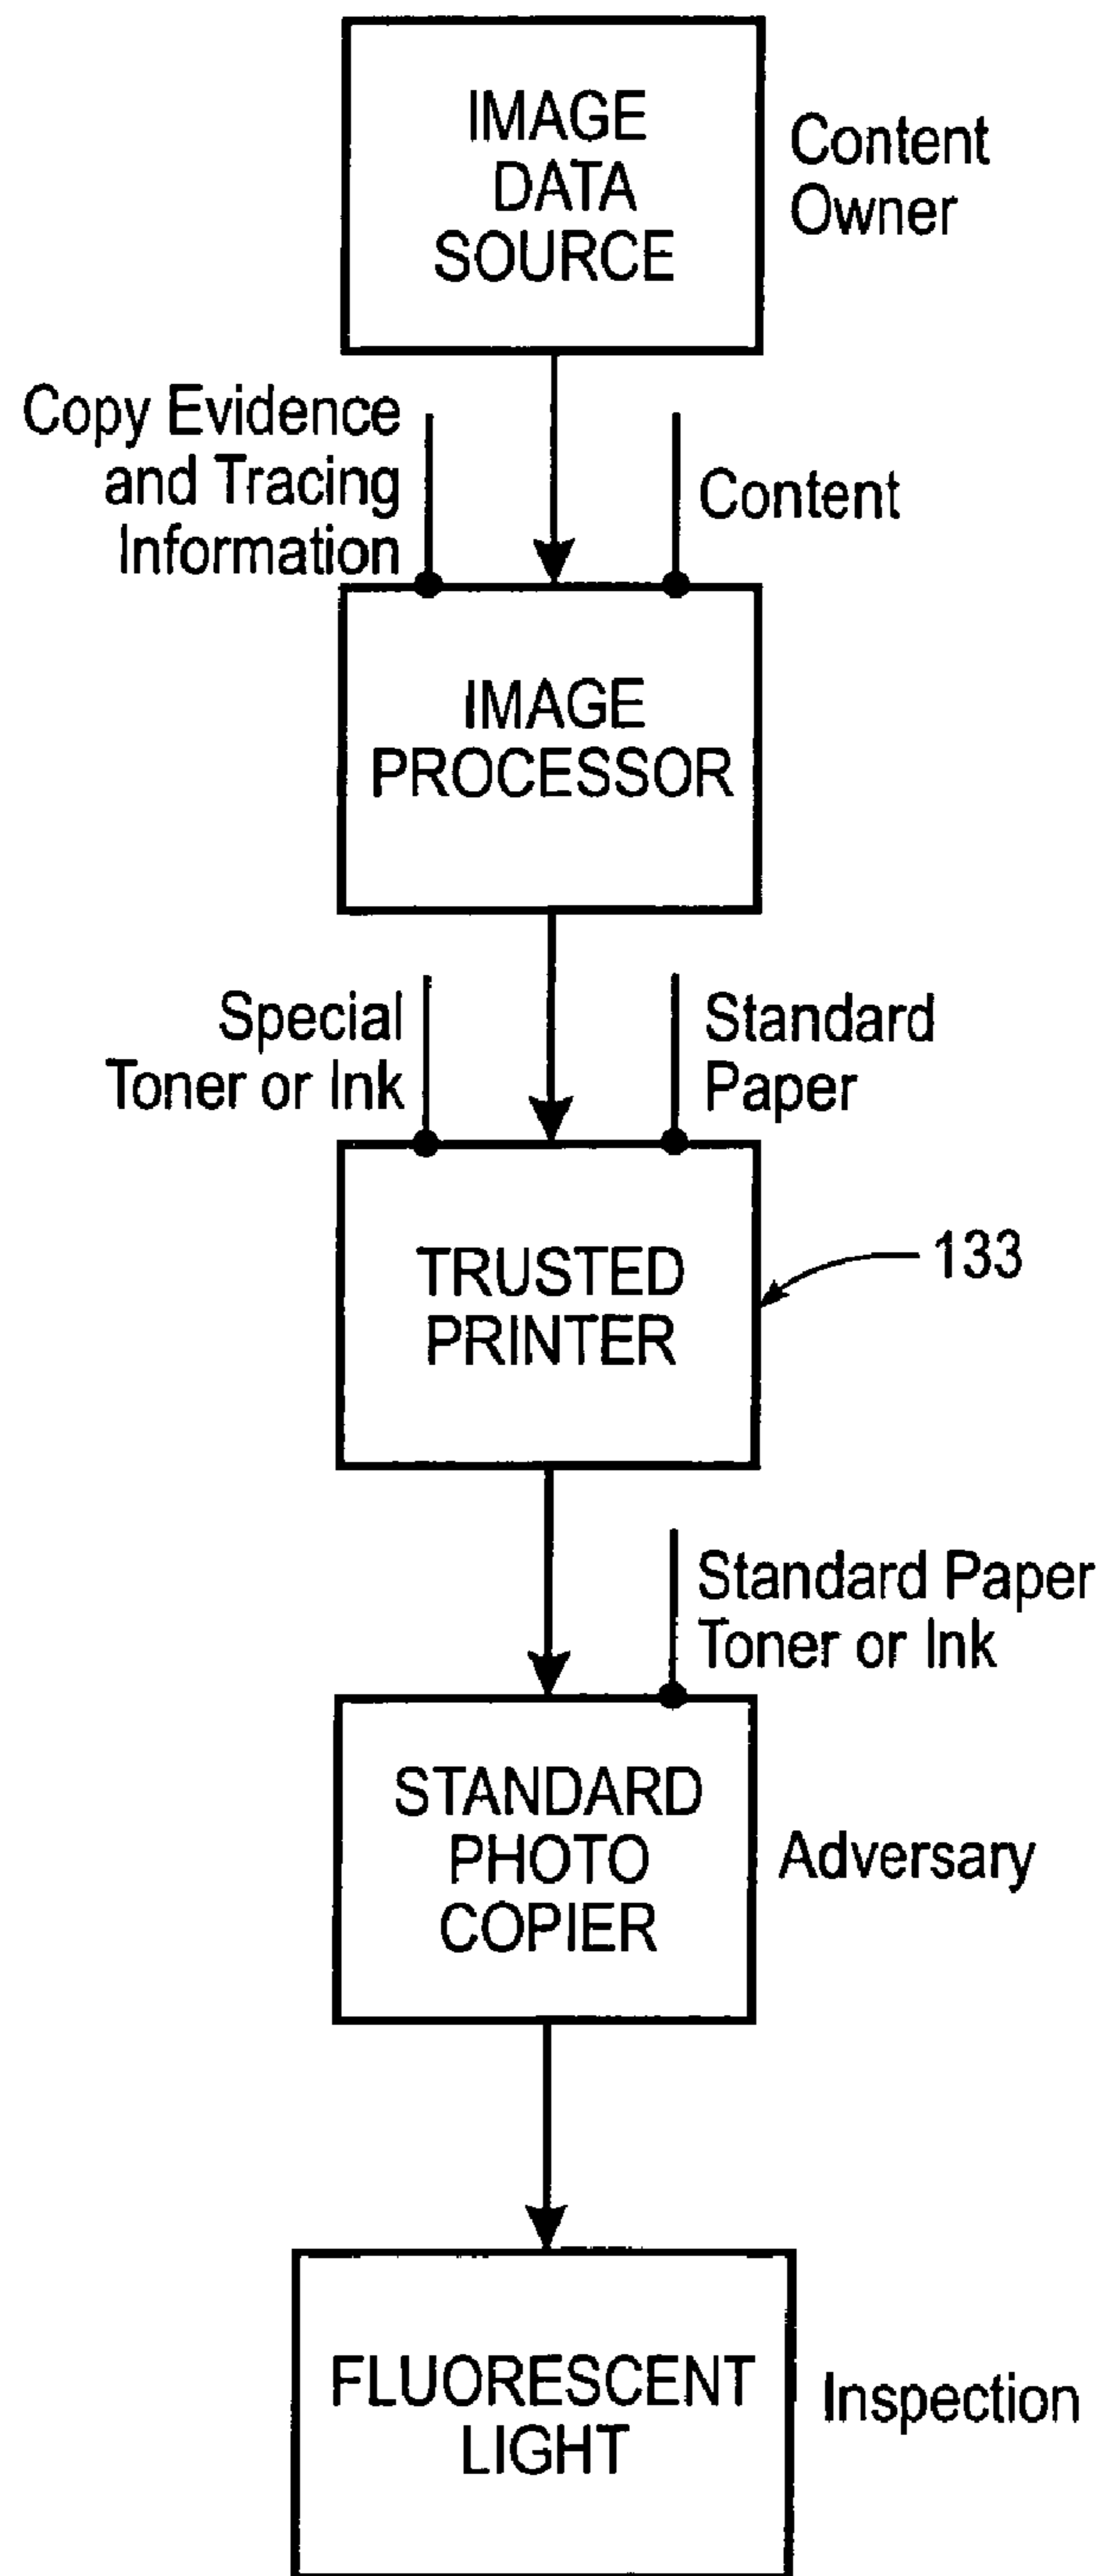 IMAGE
DATA
SOURCE
Content
Owner
Copy Evidence
and Tracing
Information
Content
IMAGE
PROCESSOR
Special
Toner or Ink
Standard
Paper
TRUSTED
PRINTER
133
Standard Paper
Toner or Ink
STANDARD
PHOTO
COPIER
Adversary
FLUORESCENT
LIGHT
Inspection